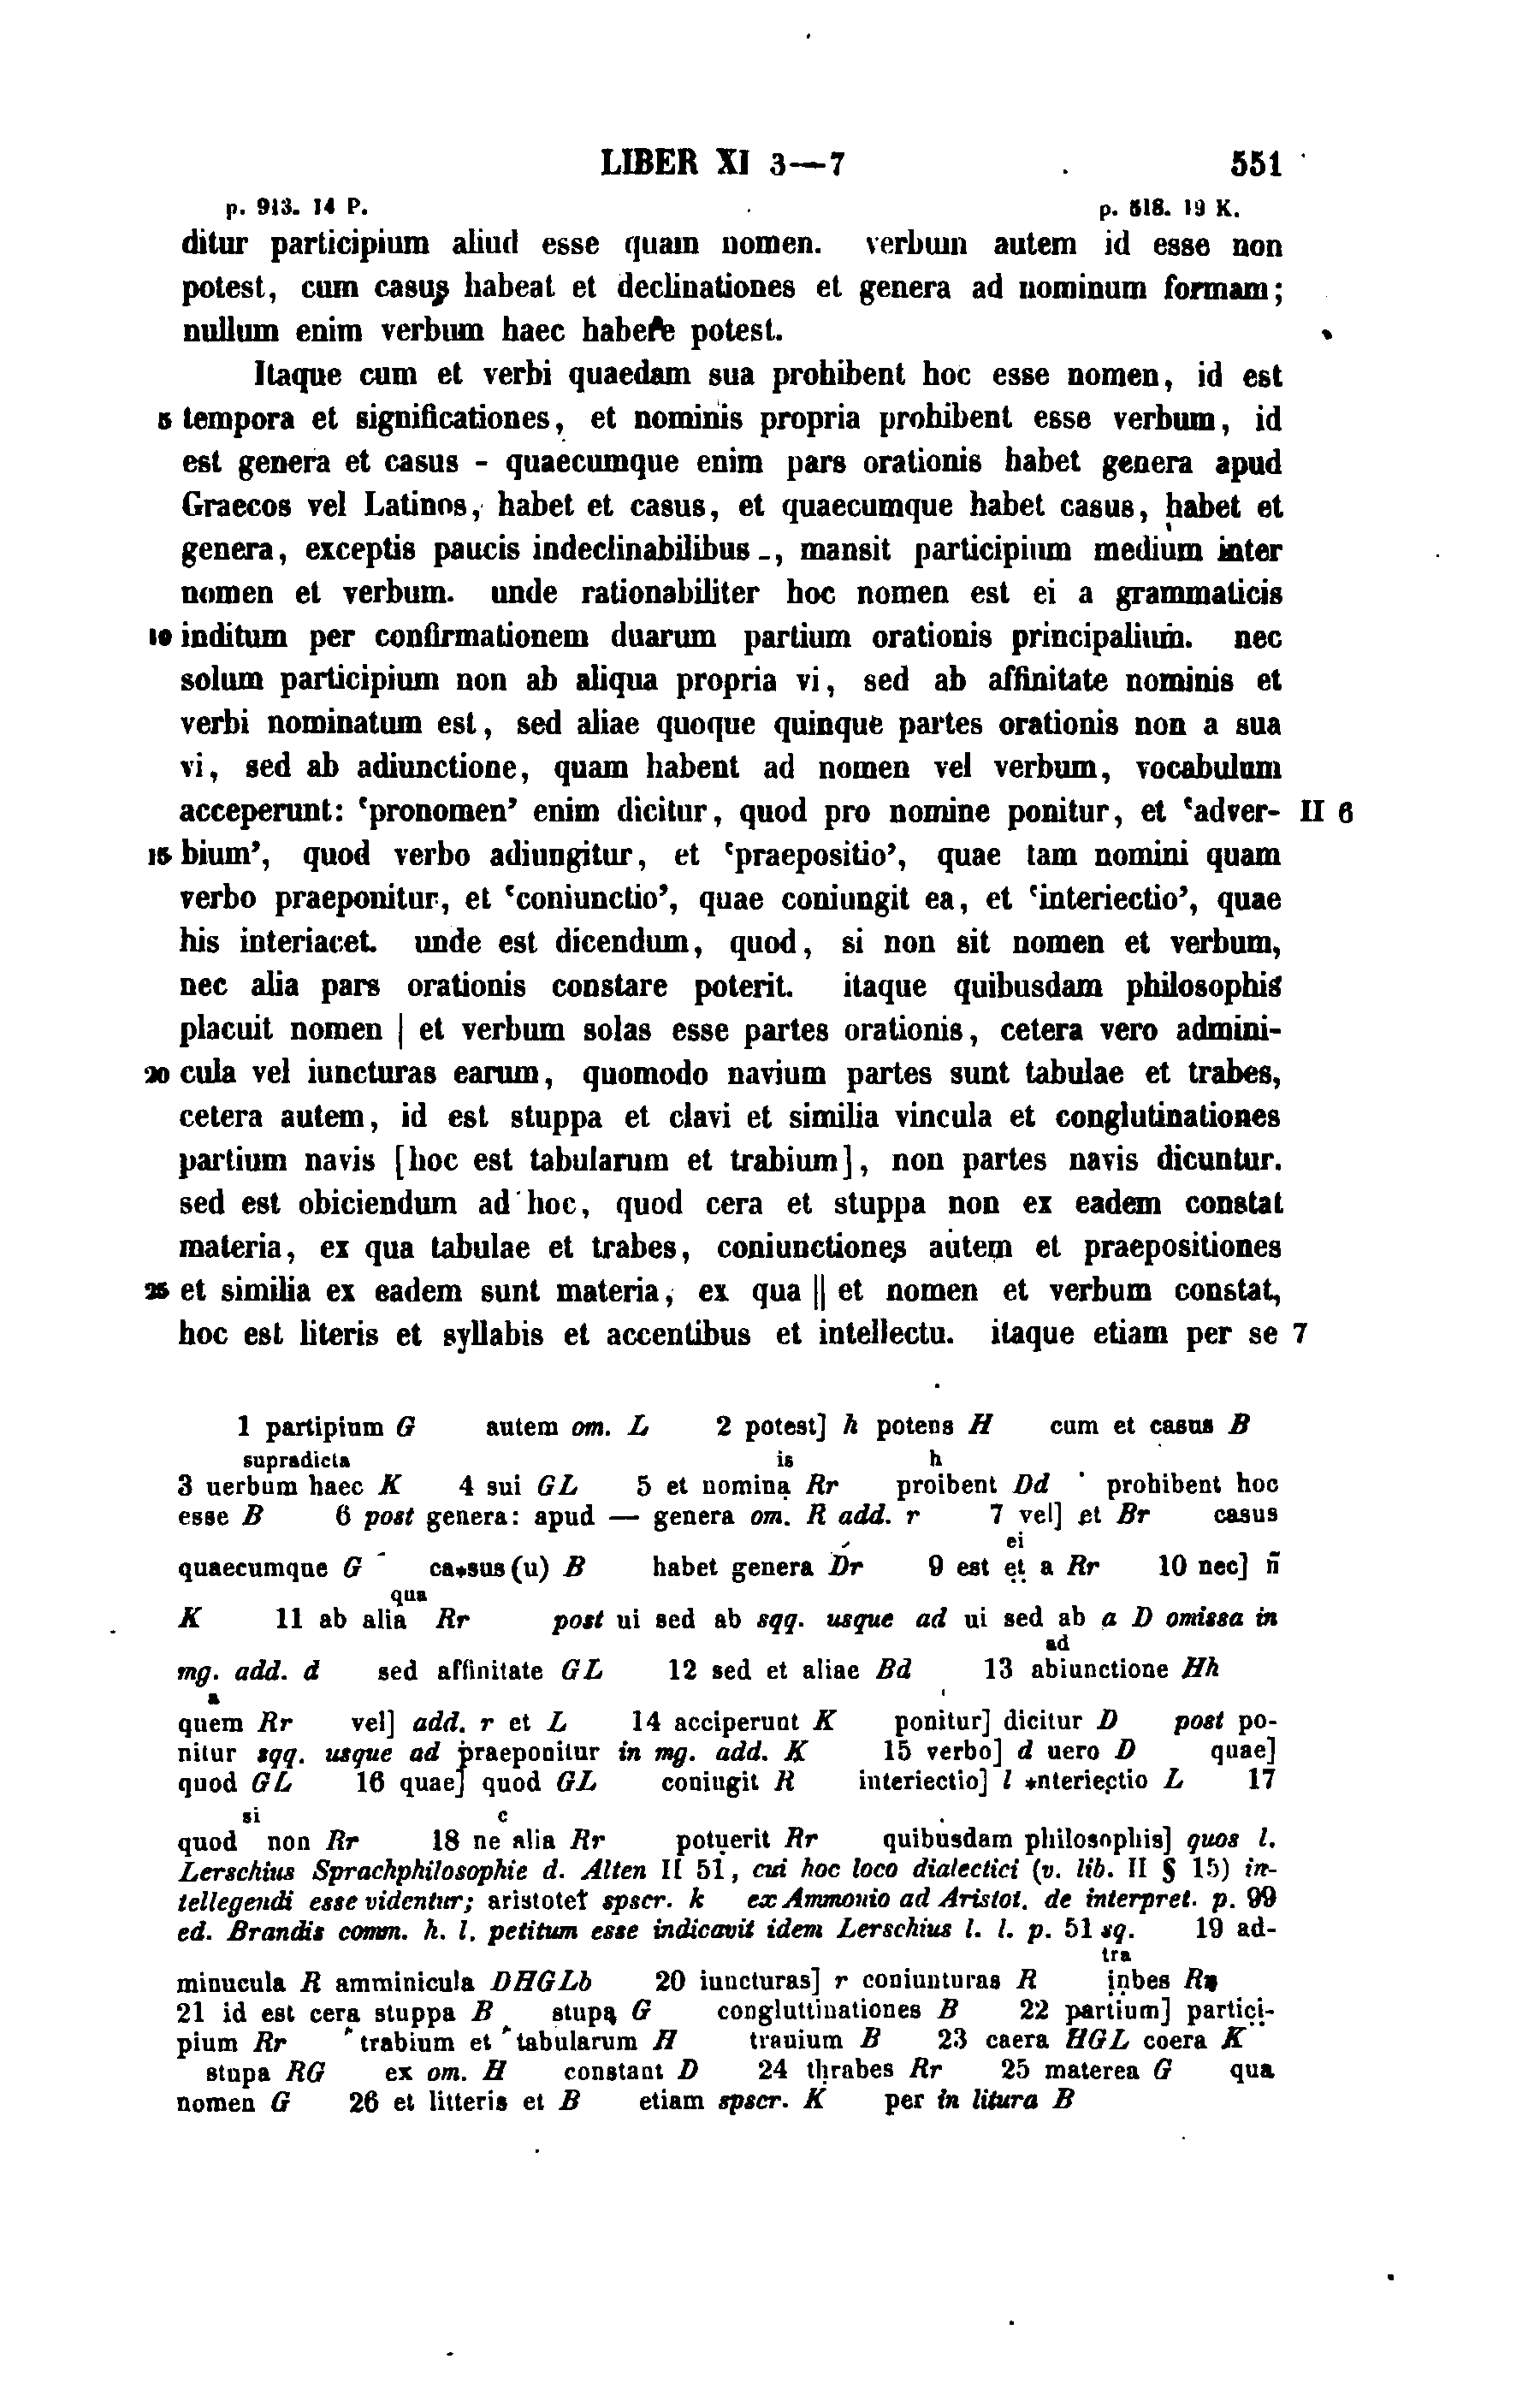 LIBER XI 3—7 551
p. 913. 14 P. p. 518. 19 K.
ditur participium aliud esse quam nomen. verbum autem id esse non
potest, cum casus habeat et declinationes et genera ad nominum formam;
nullum enim verbum haec habere potest.
Itaque cum et verbi quaedam sua prohibent hoc esse nomen, id est
5 tempora et significationes, et nominis propria prohibent esse verbum, id
est genera et casus - quaecumque enim pars orationis habet genera apud
Graecos vel Latinos, habet et casus, et quaecumque habet casus, habet et
genera, exceptis paucis indeclinabilibus -, mansit participium medium inter
nomen et verbum. unde rationabiliter hoc nomen est ei a grammaticis
10 inditum per confirmationem duarum partium orationis principalium. nec
solum participium non ab aliqua propria vi, sed ab affinitate nominis et
verbi nominatum est, sed aliae quoque quinque partes orationis non a sua
vi, sed ab adiunctione, quam habent ad nomen vel verbum, vocabulum
acceperunt: ‘pronomen’ enim dicitur, quod pro nomine ponitur, et ‘adver- II 6
15 bium’, quod verbo adiungitur, et ‘praepositio’, quae tam nomini quam
verbo praeponitur, et ‘coniunctio’, quae coniungit ea, et ‘interiectio’, quae
his interiacet. unde est dicendum, quod, si non sit nomen et verbum,
nec alia pars orationis constare poterit. itaque quibusdam philosophis
placuit nomen | et verbum solas esse partes orationis, cetera vero admini-
20 cula vel iuncturas earum, quomodo navium partes sunt tabulae et trabes,
cetera autem, id est stuppa et clavi et similia vincula et conglutinationes
partium navis [hoc est tabularum et trabium], non partes navis dicuntur.
sed est obiciendum ad hoc, quod cera et stuppa non ex eadem constat
materia, ex qua tabulae et trabes, coniunctiones autem et praepositiones
25 et similia ex eadem sunt materia, ex qua || et nomen et verbum constat,
hoc est literis et syllabis et accentibus et intellectu. itaque etiam per se 7
1 partipium G autem om. L 2 potest] h potens H cum et casus B
supradicta is h
3 uerbum haec K 4 sui GL 5 et nominạ Rr proibent Dd prohibent hoc
esse B 6 post genera: apud — genera om. R add. r 7 vel] et Br casus
ei
quaecumque G ca*sus (u) B habet genera Dr 9 est ẹṭ a Rr 10 nec] n̄
qua
K 11 ab alia Rr post ui sed ab sqq. usque ad ui sed ab a D omissa in
ad
mg. add. d sed affinitate GL 12 sed et aliae Bd 13 abiunctione Hh
a
quem Rr vel] add. r et L 14 acciperunt K ponitur] dicitur D post po-
nitur sqq. usque ad praeponitur in mg. add. K 15 verbo] d uero D quae]
quod GL 16 quae] quod GL coniugit R interiectio] l *nteriectio L 17
si c
quod non Rr 18 ne alia Rr potụerit Rr quibusdam philosophis] quos l.
Lerschius Sprachphilosophie d. Alten II 51, cui hoc loco dialectici (v. lib. II § 15) in-
tellegendi esse videntur; aristotet spscr. k ex Ammonio ad Aristot. de interpret. p. 99
ed. Brandis comm. h. l. petitum esse indicavit idem Lerschius l. l. p. 51 sq. 19 ad-
tra
minucula R amminicula DHGLb 20 iuncturas] r coniunturas R ịṇbes Rr
21 id est cera stuppa B stupa G congluttinationes B 22 partium] partici-
pium Rr trabium et tabularum H trauium B 23 caera HGL coera K
stupa RG ex om. H constant D 24 tḥrabes Rr 25 materea G qua
nomen G 26 et litteris et B etiam spscr. K per in litura B